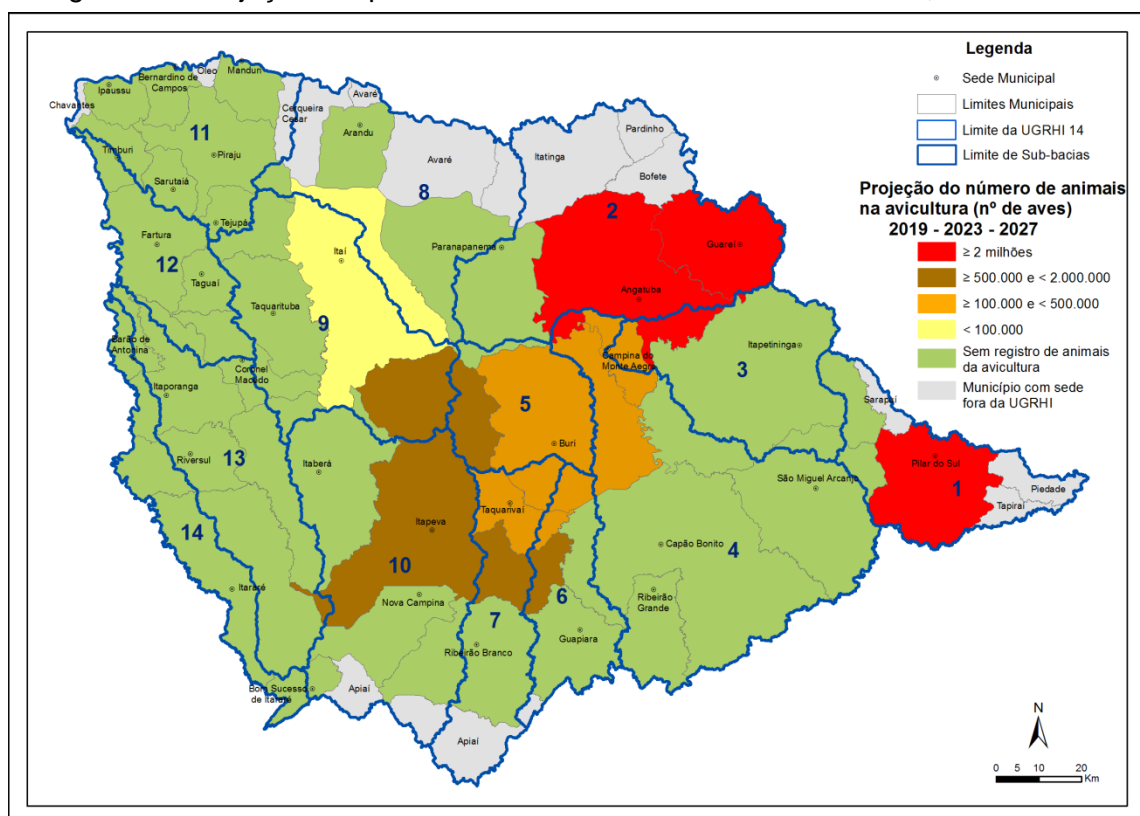 Legenda
Sede Municipal
Limites Municipais
Limite da UGRHI 14
Limite de Sub-bacias
Projeção do número de animais
na avicultura (nº de aves)
2019 - 2023 - 2027
≥ 2 milhões
≥ 500.000 e < 2.000.000
≥ 100.000 e < 500.000
< 100.000
Sem registro de animais
da avicultura
Município com sede
fora da UGRHI
Chavantes
Ipaussu
Bernardino de
Campos
Óleo
Manduri
Cerqueira
Cesar
Avaré
Arandu
Avaré
8
Itatinga
Pardinho
Bofete
11
Timburi
Piraju
Sarutaiá
Tejupá
Fartura
12
Taguaí
Taquarituba
Itaí
9
Paranapanema
2
Guareí
Angatuba
Barão de
Antonina
Itaporanga
Coronel
Macedo
Campina do
Monte Alegre
Itapetininga
3
5
Buri
Sarapuí
Riversul
13
Itaberá
Pilar do Sul
1
Piedade
Tapiraí
São Miguel Arcanjo
Taquarivaí
14
Itapeva
10
Capão Bonito
4
Itararé
Nova Campina
7
6
Ribeirão
Grande
Ribeirão Branco
Guapiara
Bom Sucesso
de Itararé
Apiaí
Apiaí
N
0 5 10 20
Km